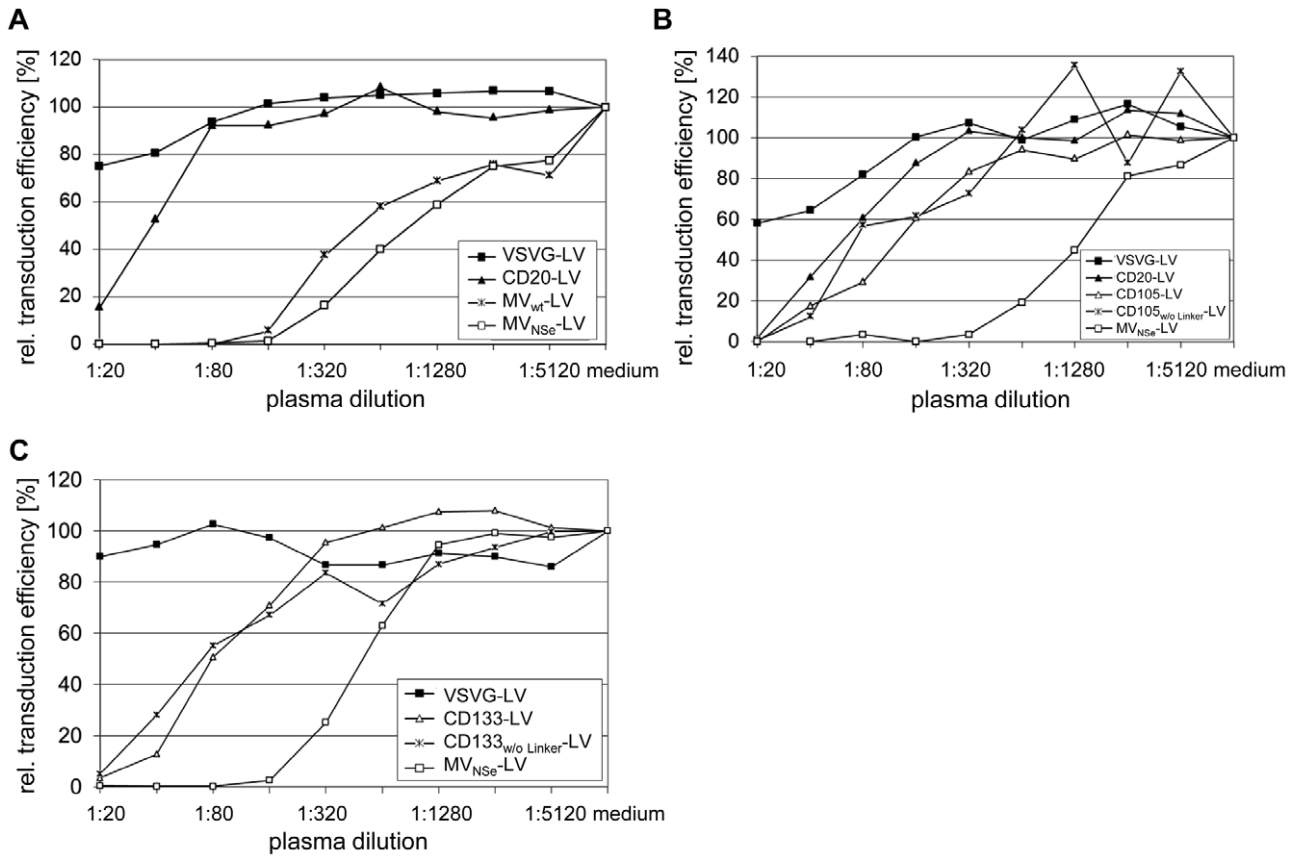 A
rel. transduction efficiency [%]
120
100
80
60
40
20
0
VSVG-LV
CD20-LV
MVwt-LV
MVNSe-LV
1:20 1:80 1:320 1:1280 1:5120 medium
plasma dilution
B
rel. transduction efficiency [%]
140
120
100
80
60
40
20
0
VSVG-LV
CD20-LV
CD105-LV
CD105w/o Linker-LV
MVNSe-LV
1:20 1:80 1:320 1:1280 1:5120 medium
plasma dilution
C
rel. transduction efficiency [%]
120
100
80
60
40
20
0
VSVG-LV
CD133-LV
CD133w/o Linker-LV
MVNSe-LV
1:20 1:80 1:320 1:1280 1:5120 medium
plasma dilution